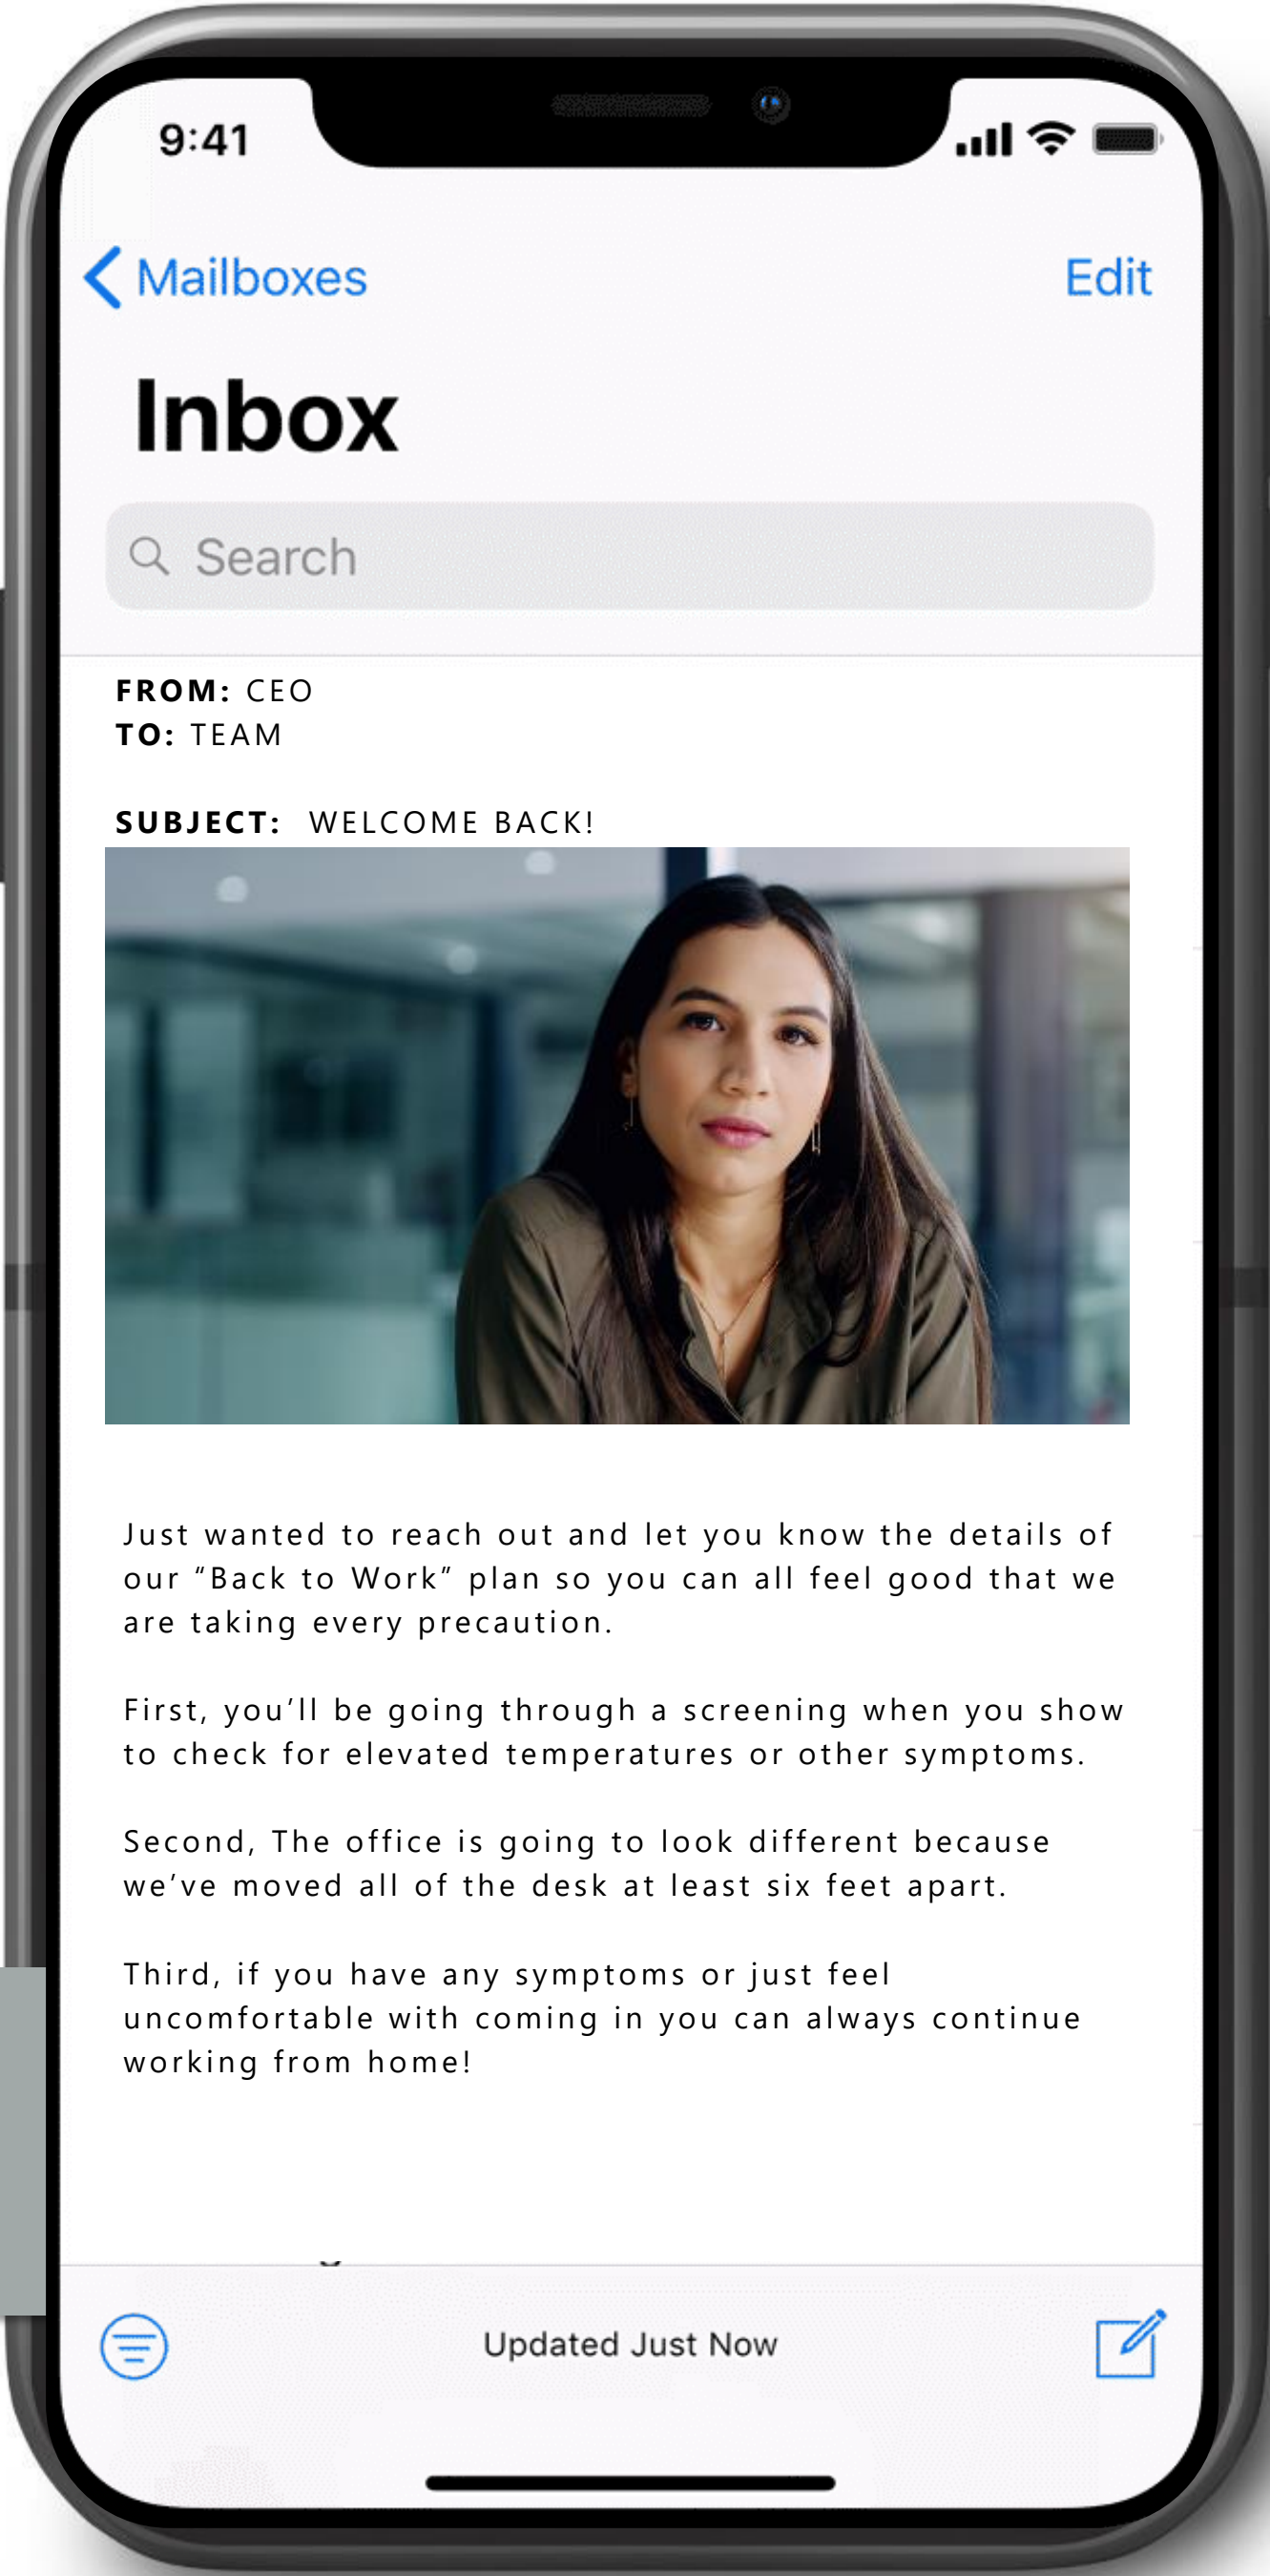 9:41
Mailboxes
Edit
Inbox
Search
FROM: CEO
TO: TEAM
SUBJECT: WELCOME BACK!
Just wanted to reach out and let you know the details of
our “Back to Work” plan so you can all feel good that we
are taking every precaution.
First, you’ll be going through a screening when you show
to check for elevated temperatures or other symptoms.
Second, The office is going to look different because
we’ve moved all of the desk at least six feet apart.
Third, if you have any symptoms or just feel
uncomfortable with coming in you can always continue
working from home!
Updated Just Now